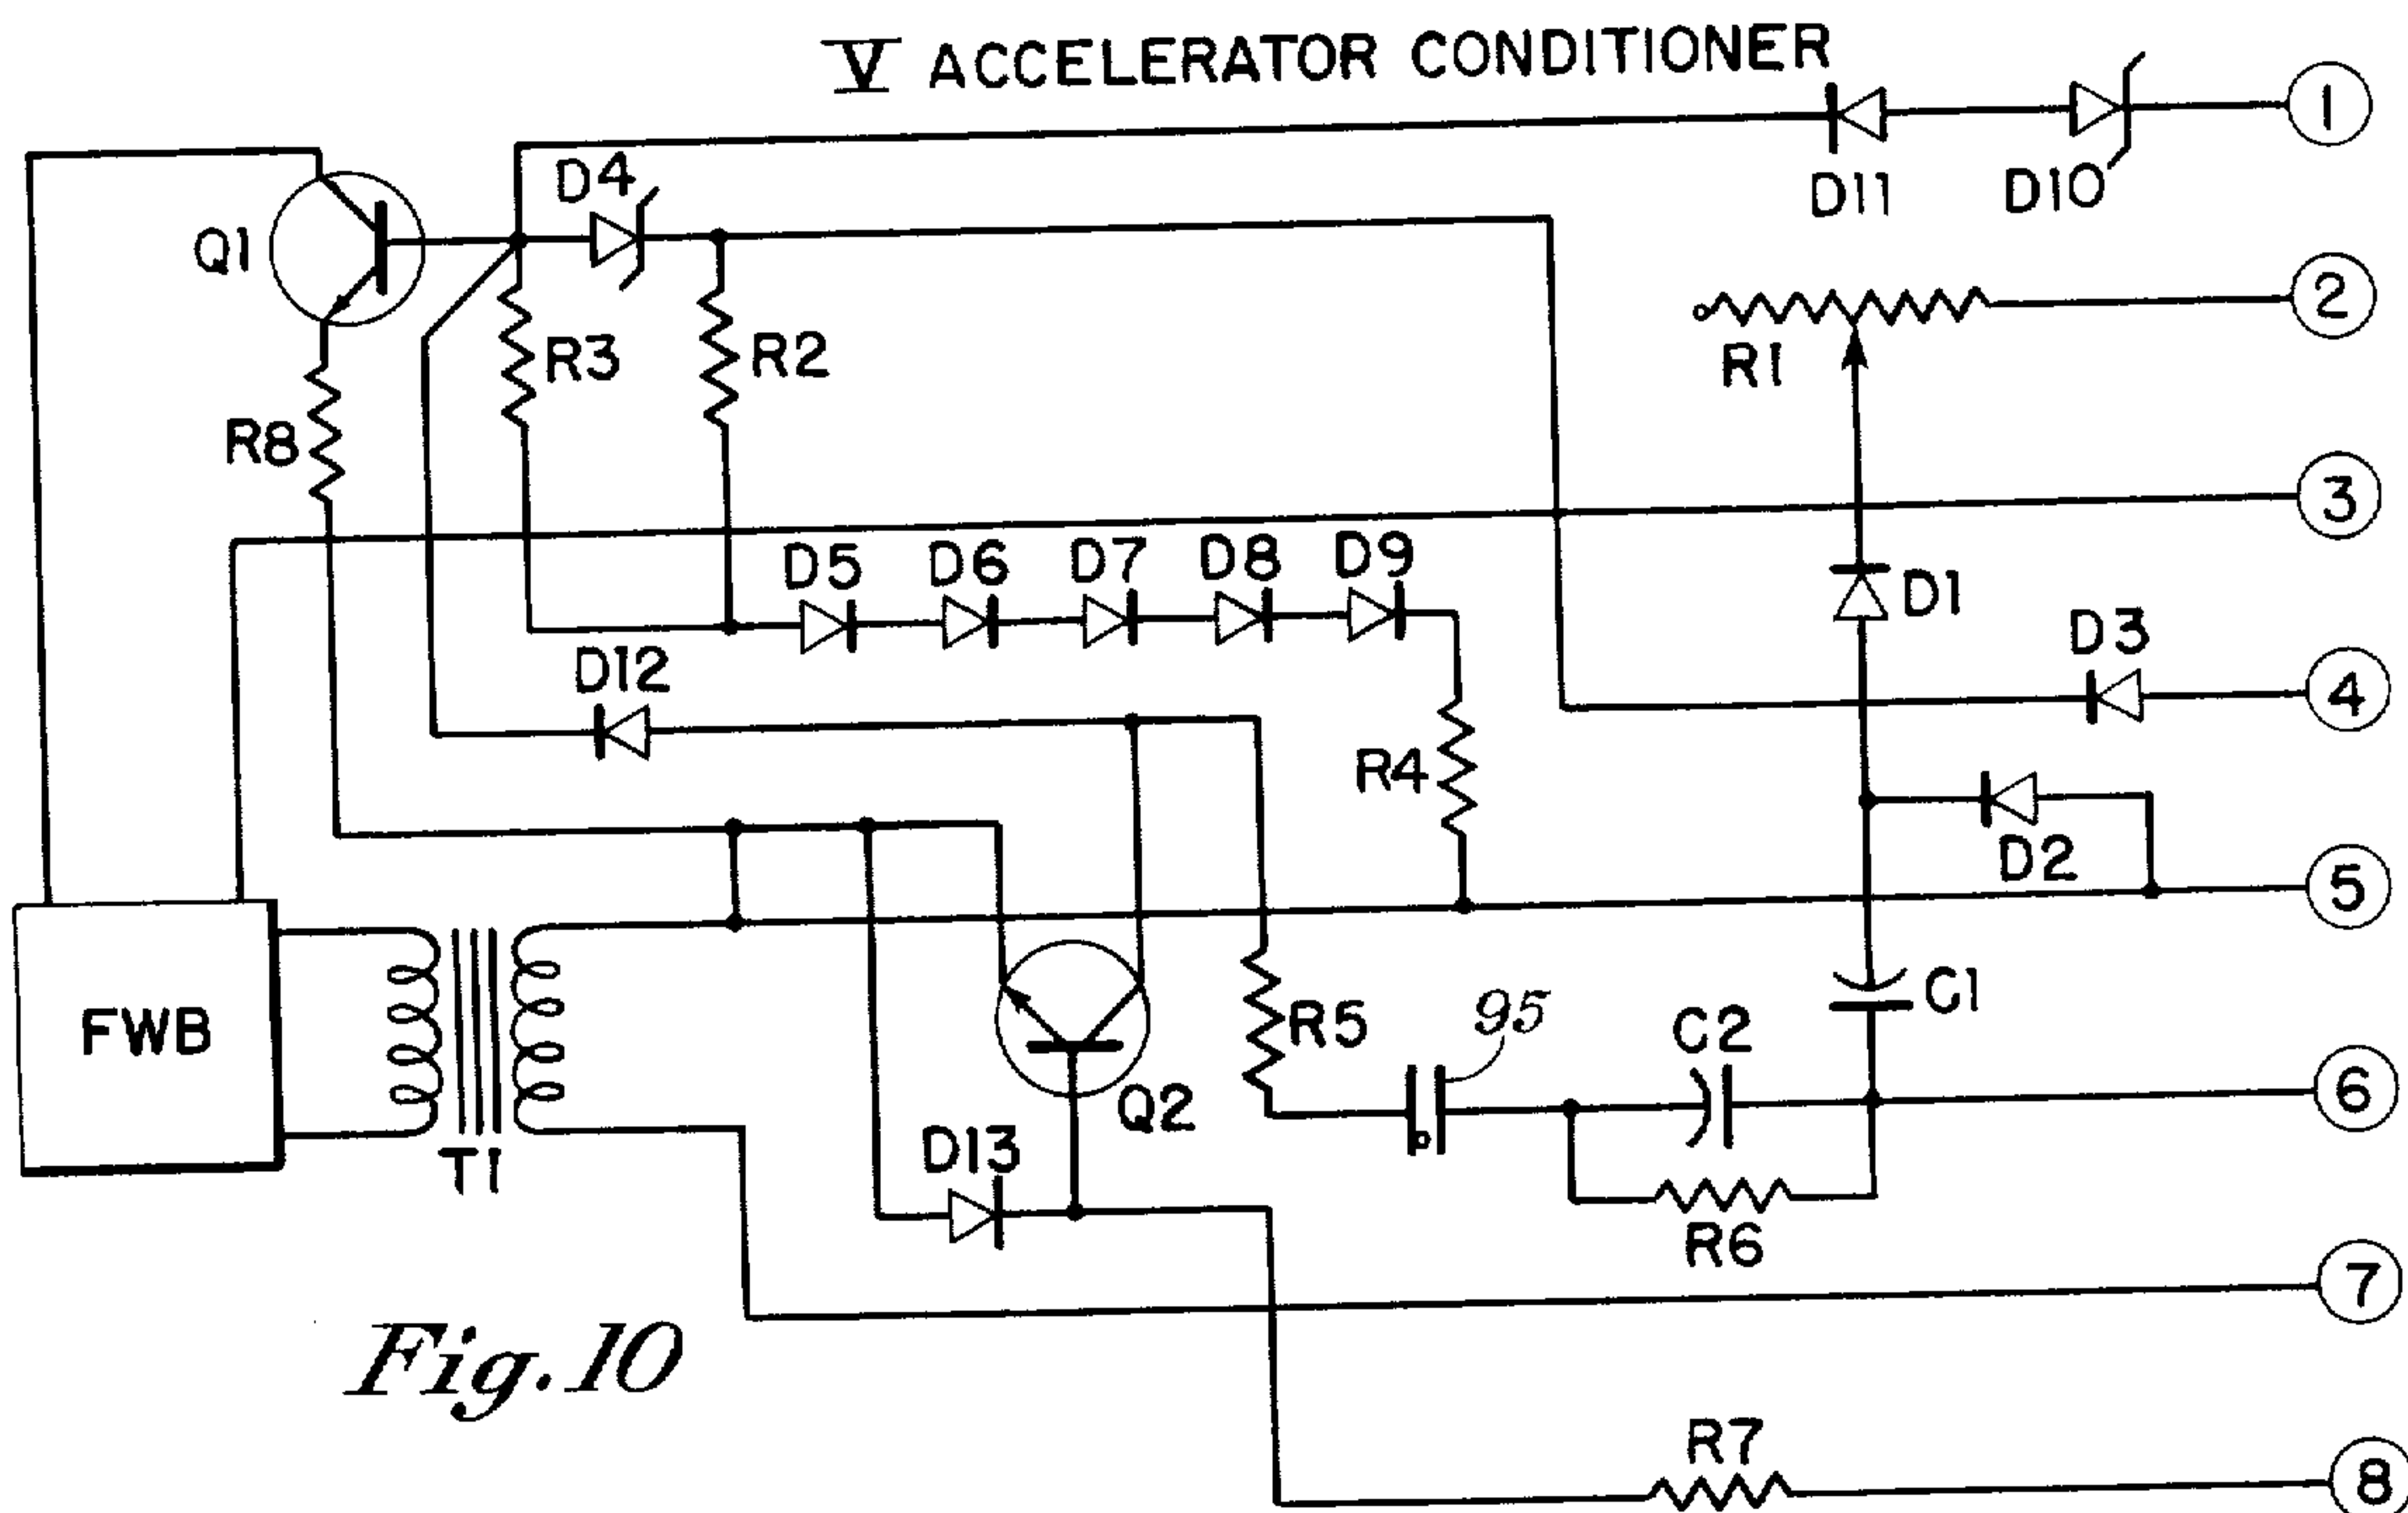 V ACCELERATOR CONDITIONER
1
D4
D11
D10
Q1
2
R3
R2
R1
R8
3
D5
D6
D7
D8
D9
D1
D3
D12
4
R4
D2
5
FWB
R5
95
C2
C1
6
Q2
T1
D13
R6
7
Fig. 10
R7
8